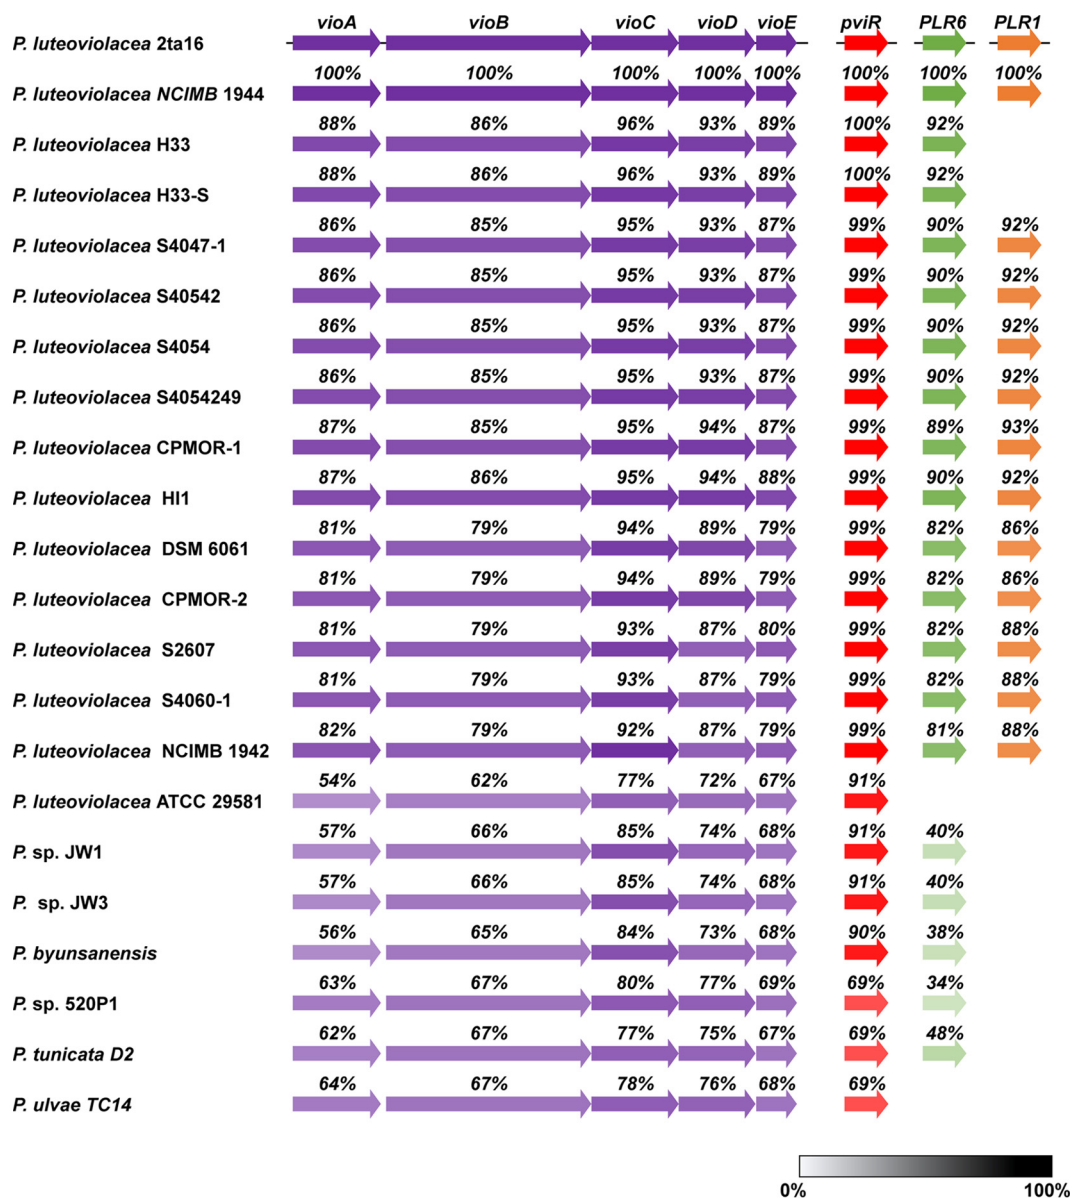 vioA vioB vioC vioD vioE pviR PLR6 PLR1
P. luteoviolacea 2ta16
100% 100% 100% 100% 100% 100% 100% 100%
P. luteoviolacea NCIMB 1944
88% 86% 96% 93% 89% 100% 92%
P. luteoviolacea H33
88% 86% 96% 93% 89% 100% 92%
P. luteoviolacea H33-S
86% 85% 95% 93% 87% 99% 90% 92%
P. luteoviolacea S4047-1
86% 85% 95% 93% 87% 99% 90% 92%
P. luteoviolacea S40542
86% 85% 95% 93% 87% 99% 90% 92%
P. luteoviolacea S4054
86% 85% 95% 93% 87% 99% 90% 92%
P. luteoviolacea S4054249
87% 85% 95% 94% 87% 99% 89% 93%
P. luteoviolacea CPMOR-1
87% 86% 95% 94% 88% 99% 90% 92%
P. luteoviolacea HI1
81% 79% 94% 89% 79% 99% 82% 86%
P. luteoviolacea DSM 6061
81% 79% 94% 89% 79% 99% 82% 86%
P. luteoviolacea CPMOR-2
81% 79% 93% 87% 80% 99% 82% 88%
P. luteoviolacea S2607
81% 79% 93% 87% 79% 99% 82% 88%
P. luteoviolacea S4060-1
82% 79% 92% 87% 79% 99% 81% 88%
P. luteoviolacea NCIMB 1942
54% 62% 77% 72% 67% 91%
P. luteoviolacea ATCC 29581
57% 66% 85% 74% 68% 91% 40%
P. sp. JW1
57% 66% 85% 74% 68% 91% 40%
P. sp. JW3
56% 65% 84% 73% 68% 90% 38%
P. byunsanensis
63% 67% 80% 77% 69% 69% 34%
P. sp. 520P1
62% 67% 77% 75% 67% 69% 48%
P. tunicata D2
64% 67% 78% 76% 68% 69%
P. ulvae TC14
0% 100%